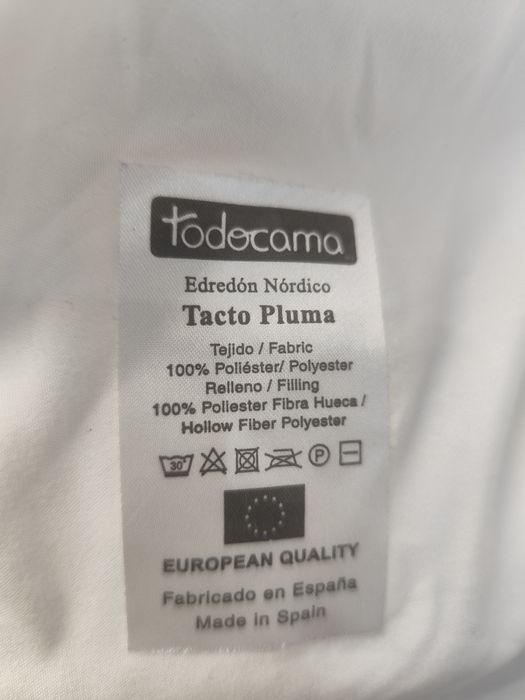 todocama
Edredón Nórdico
Tacto Pluma
Tejido / Fabric
100% Poliéster/ Polyester
Relleno / Filling
100% Poliester Fibra Hueca /
Hollow Fiber Polyester
30° P
EUROPEAN QUALITY
Fabricado en España
Made in Spain